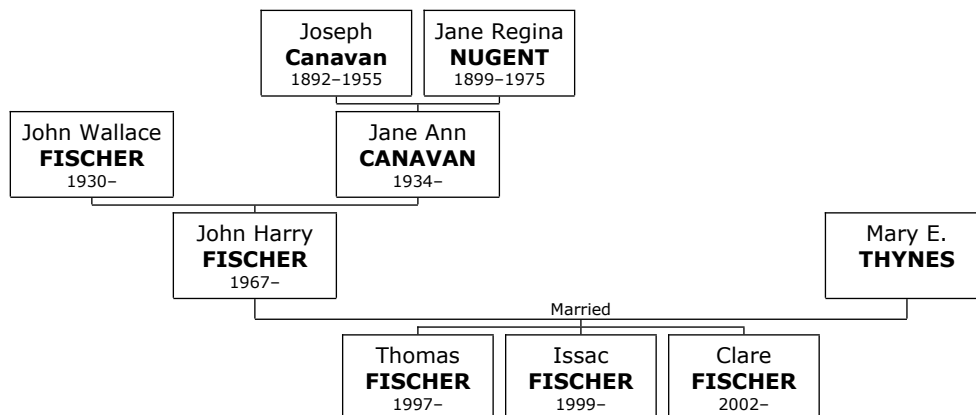 Joseph
Canavan
1892–1955
Jane Regina
NUGENT
1899–1975
John Wallace
FISCHER
1930–
Jane Ann
CANAVAN
1934–
John Harry
FISCHER
1967–
Mary E.
THYNES
Married
Thomas
FISCHER
1997–
Issac
FISCHER
1999–
Clare
FISCHER
2002–